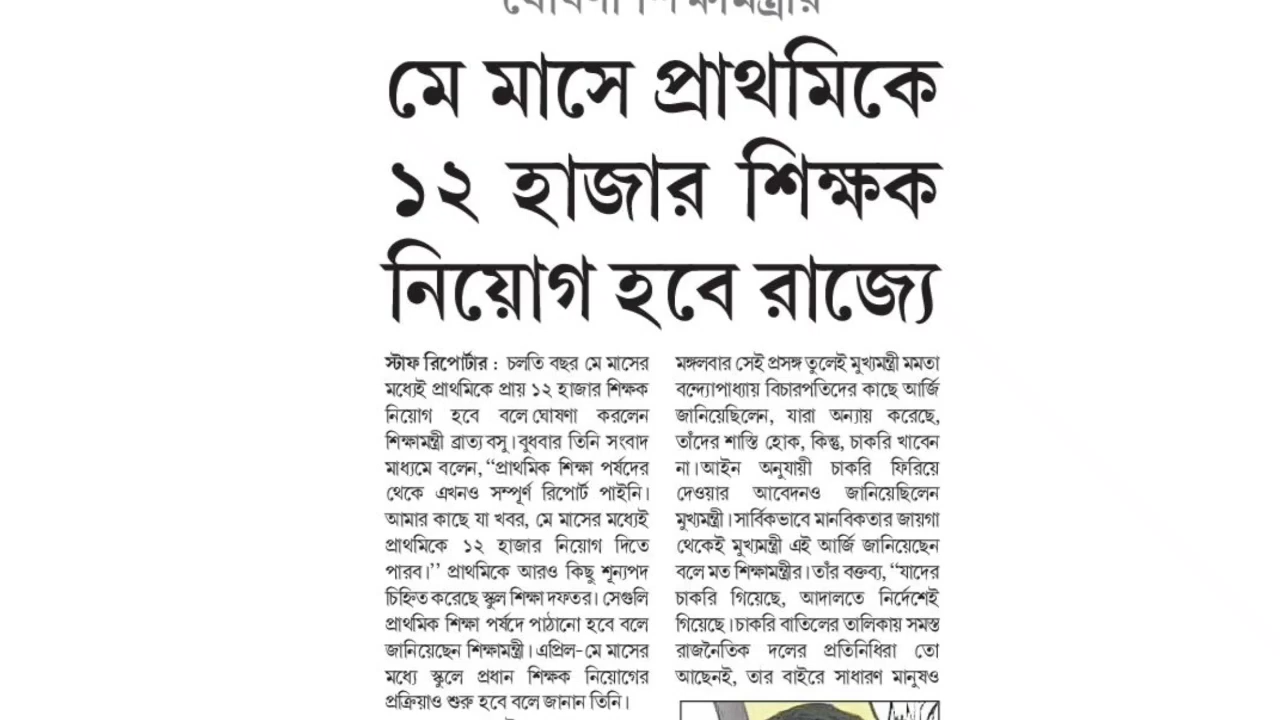 ঘোষণা শিক্ষামন্ত্রীর
মে মাসে প্রাথমিকে
১২ হাজার শিক্ষক
নিয়োগ হবে রাজ্যে
স্টাফ রিপোর্টার : চলতি বছর মে মাসের
মধ্যেই প্রাথমিকে প্রায় ১২ হাজার শিক্ষক
নিয়োগ হবে বলে ঘোষণা করলেন
শিক্ষামন্ত্রী ব্রাত্য বসু। বুধবার তিনি সংবাদ
মাধ্যমে বলেন, “প্রাথমিক শিক্ষা পর্ষদের
থেকে এখনও সম্পূর্ণ রিপোর্ট পাইনি।
আমার কাছে যা খবর, মে মাসের মধ্যেই
প্রাথমিকে ১২ হাজার নিয়োগ দিতে
পারব।” প্রাথমিকে আরও কিছু শূন্যপদ
চিহ্নিত করেছে স্কুল শিক্ষা দফতর। সেগুলি
প্রাথমিক শিক্ষা পর্ষদে পাঠানো হবে বলে
জানিয়েছেন শিক্ষামন্ত্রী। এপ্রিল-মে মাসের
মধ্যে স্কুলে প্রধান শিক্ষক নিয়োগের
প্রক্রিয়াও শুরু হবে বলে জানান তিনি।
মঙ্গলবার সেই প্রসঙ্গ তুলেই মুখ্যমন্ত্রী মমতা
বন্দ্যোপাধ্যায় বিচারপতিদের কাছে আর্জি
জানিয়েছিলেন, যারা অন্যায় করেছে,
তাঁদের শাস্তি হোক, কিন্তু, চাকরি খাবেন
না। আইন অনুযায়ী চাকরি ফিরিয়ে
দেওয়ার আবেদনও জানিয়েছিলেন
মুখ্যমন্ত্রী। সার্বিকভাবে মানবিকতার জায়গা
থেকেই মুখ্যমন্ত্রী এই আর্জি জানিয়েছেন
বলে মত শিক্ষামন্ত্রীর। তাঁর বক্তব্য, “যাদের
চাকরি গিয়েছে, আদালতে নির্দেশেই
গিয়েছে। চাকরি বাতিলের তালিকায় সমস্ত
রাজনৈতিক দলের প্রতিনিধিরা তো
আছেনই, তার বাইরে সাধারণ মানুষও